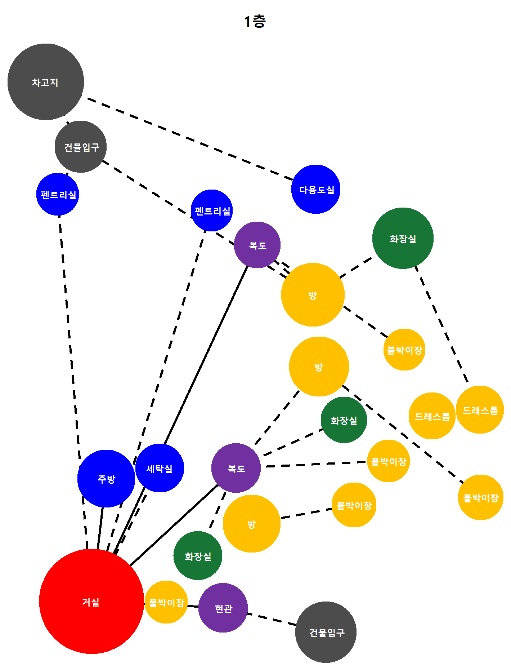 1층
차고지
건물입구
펜트리실
펜트리실
다용도실
복도
화장실
방
붙박이장
방
드레스룸
드레스룸
화장실
붙박이장
복도
세탁실
주방
붙박이장
붙박이장
방
화장실
거실
붙박이장
현관
건물입구